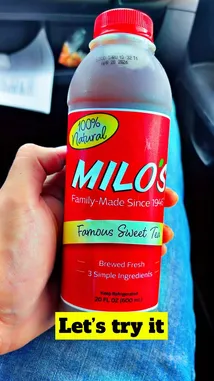 100%
Natural
MILO'S
Family-Made Since 1946
Famous Sweet Tea
Brewed Fresh
3 Simple Ingredients
Let's try it